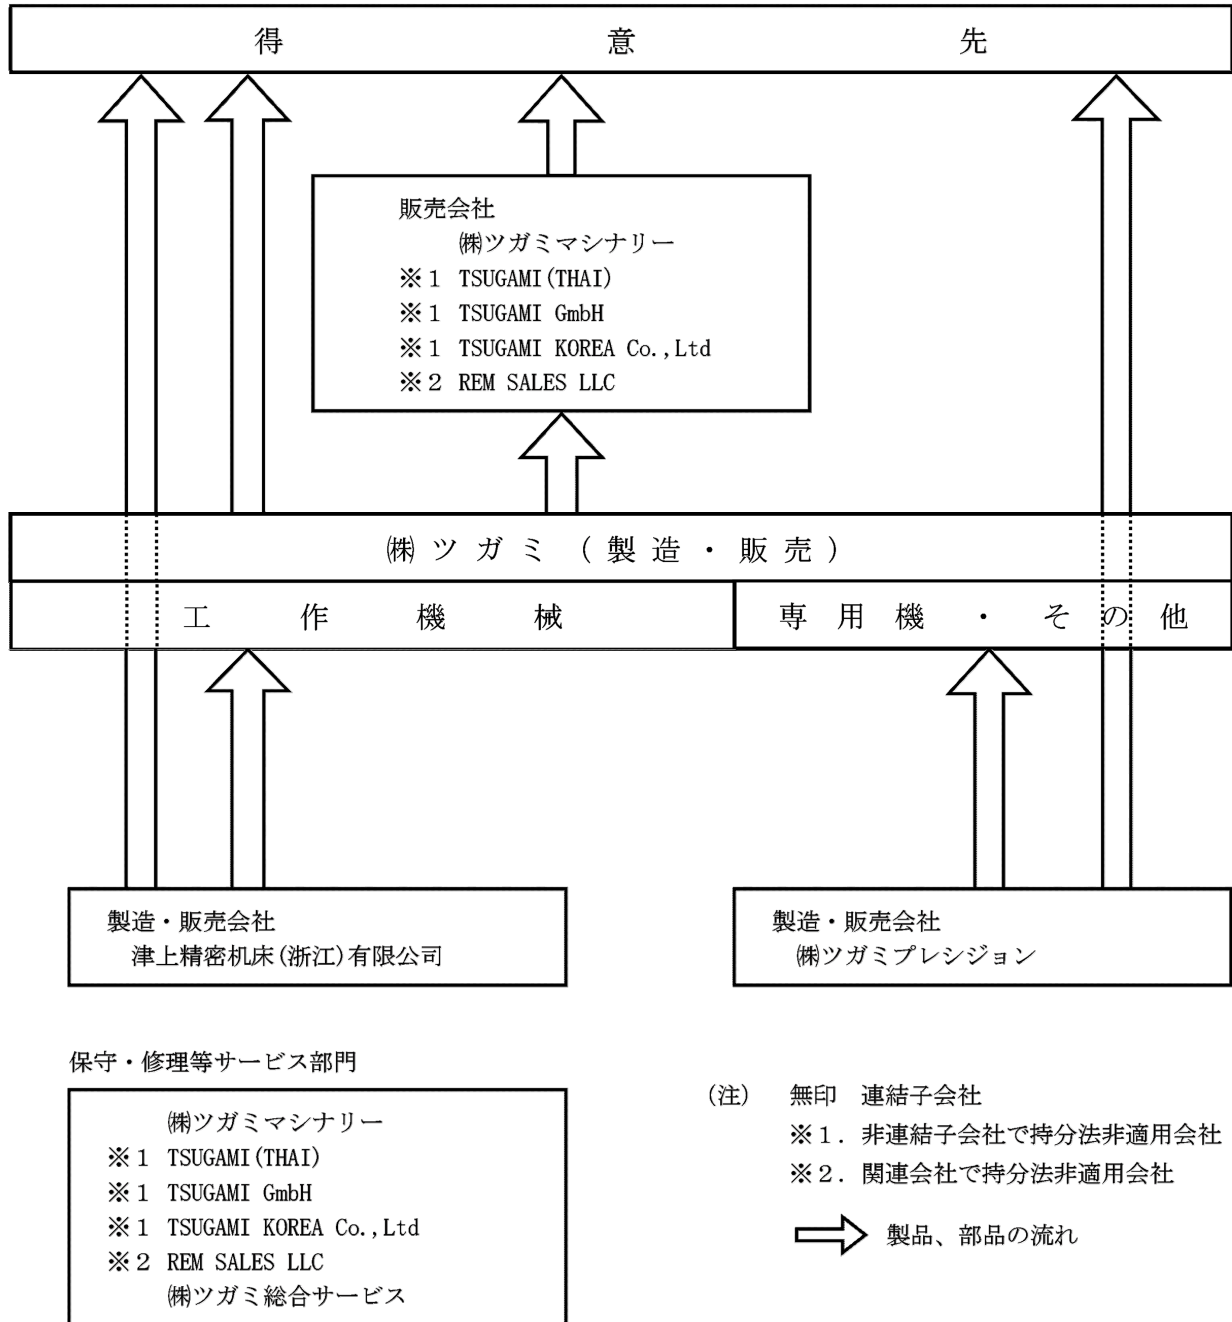 得意先
販売会社
㈱ツガミマシナリー
※1 TSUGAMI(THAI)
※1 TSUGAMI GmbH
※1 TSUGAMI KOREA Co.,Ltd
※2 REM SALES LLC
㈱ツガミ(製造・販売)
工作機械
専用機・その他
製造・販売会社
津上精密机床(浙江)有限公司
製造・販売会社
㈱ツガミプレシジョン
保守・修理等サービス部門
㈱ツガミマシナリー
※1 TSUGAMI(THAI)
※1 TSUGAMI GmbH
※1 TSUGAMI KOREA Co.,Ltd
※2 REM SALES LLC
㈱ツガミ総合サービス
(注) 無印 連結子会社
※1. 非連結子会社で持分法非適用会社
※2. 関連会社で持分法非適用会社
製品、部品の流れ